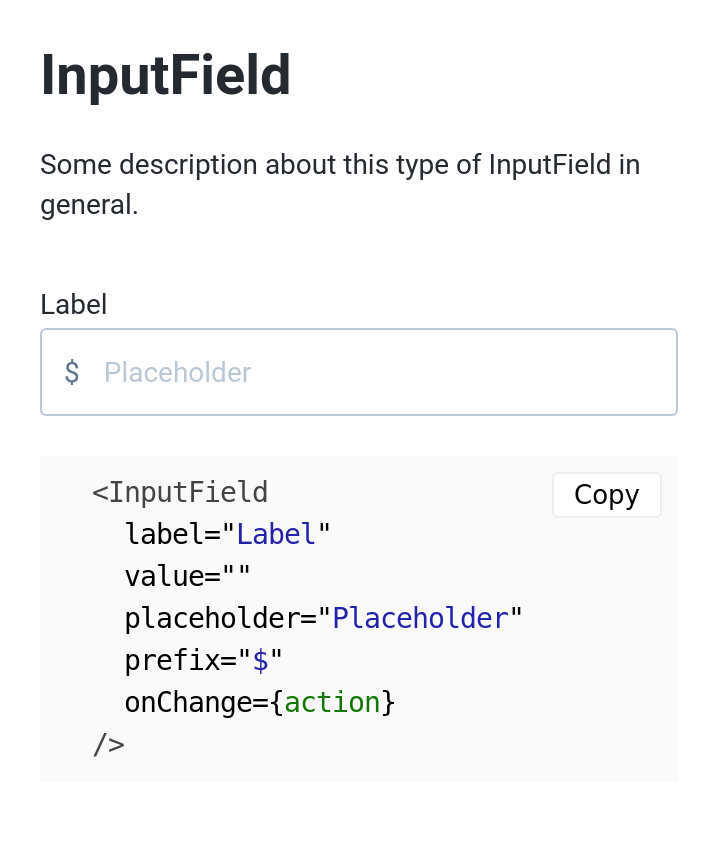 InputField
Some description about this type of InputField in
general.
Label
$ Placeholder
<InputField
Copy
label="Label"
value=""
placeholder="Placeholder"
prefix="$"
onChange={action}
/>